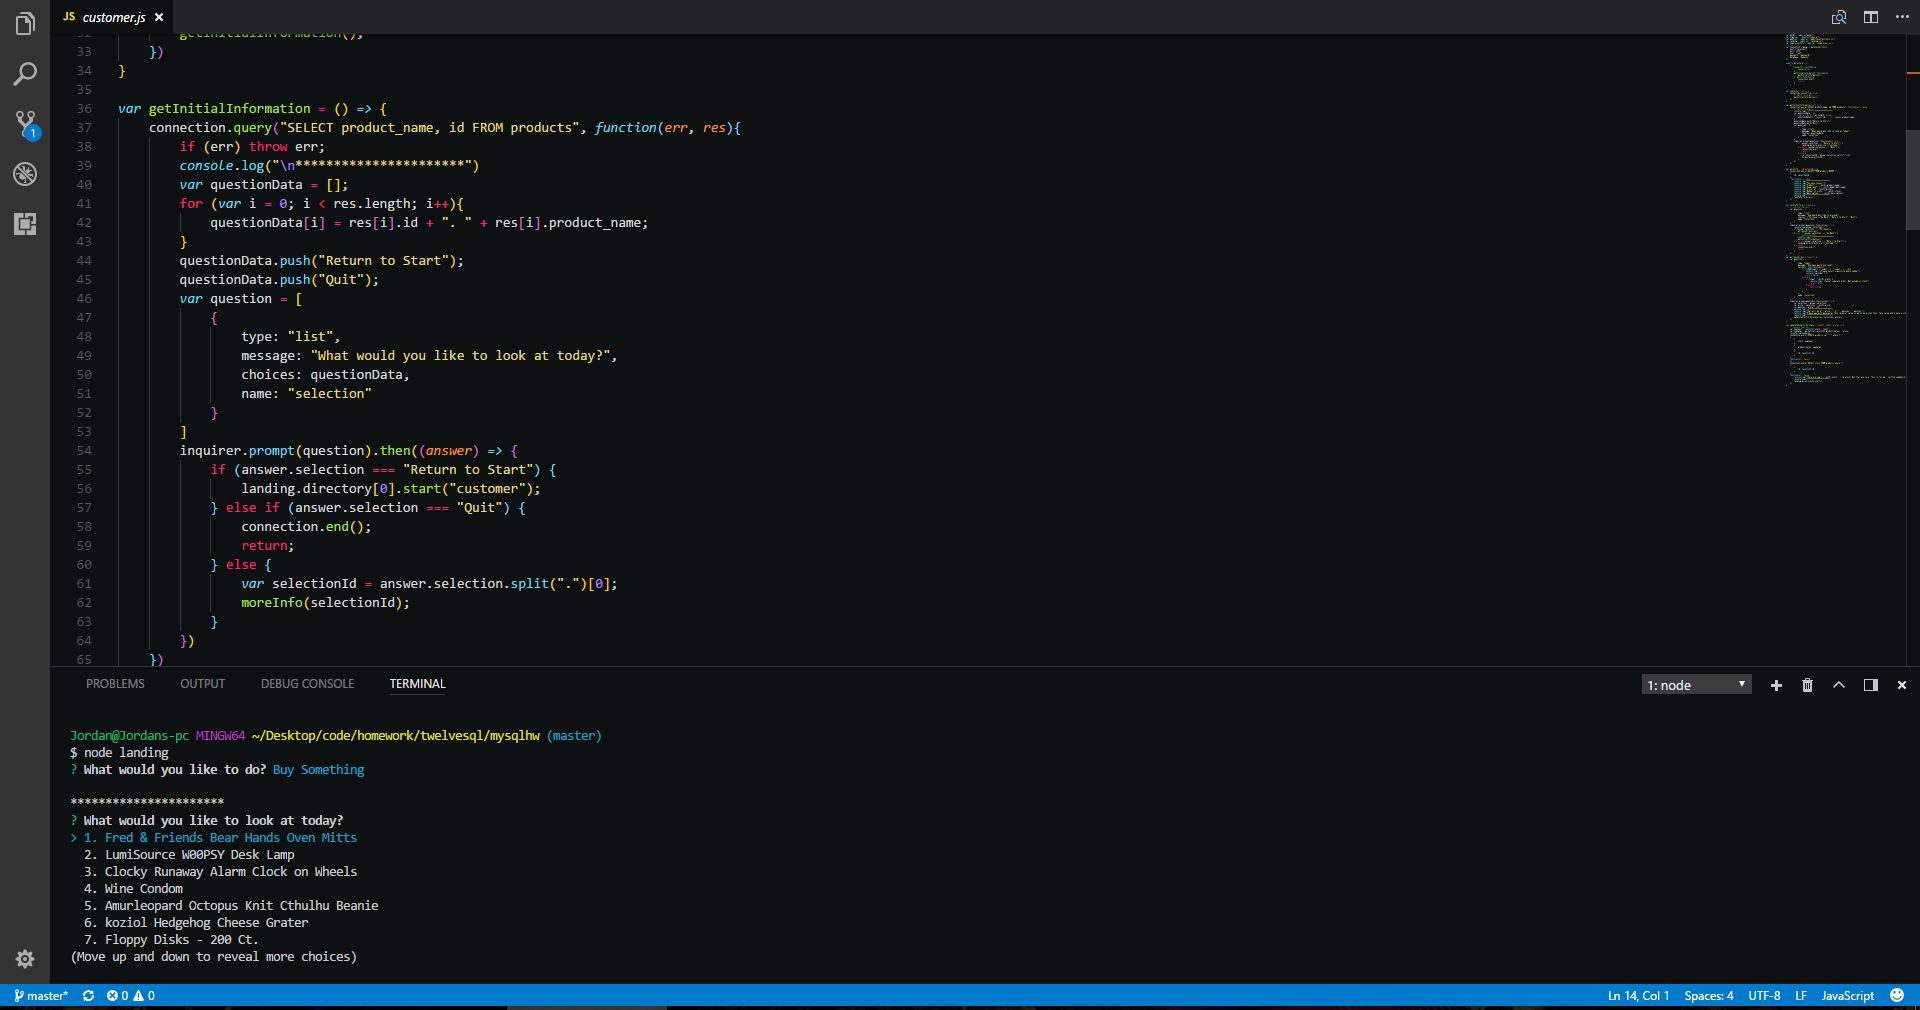 JS customer.js ×
32 getInitialInformation();
33 })
34 }
35
36 var getInitialInformation = () => {
37 connection.query("SELECT product_name, id FROM products", function(err, res){
38 if (err) throw err;
39 console.log("\n**********************")
40 var questionData = [];
41 for (var i = 0; i < res.length; i++){
42 questionData[i] = res[i].id + ". " + res[i].product_name;
43 }
44 questionData.push("Return to Start");
45 questionData.push("Quit");
46 var question = [
47 {
48 type: "list",
49 message: "What would you like to look at today?",
50 choices: questionData,
51 name: "selection"
52 }
53 ]
54 inquirer.prompt(question).then((answer) => {
55 if (answer.selection === "Return to Start") {
56 landing.directory[0].start("customer");
57 } else if (answer.selection === "Quit") {
58 connection.end();
59 return;
60 } else {
61 var selectionId = answer.selection.split(".")[0];
62 moreInfo(selectionId);
63 }
64 })
65 })
1
PROBLEMS OUTPUT DEBUG CONSOLE TERMINAL 1: node
Jordan@Jordans-pc MINGW64 ~/Desktop/code/homework/twelvesql/mysqlhw (master)
$ node landing
? What would you like to do? Buy Something
**********************
? What would you like to look at today?
> 1. Fred & Friends Bear Hands Oven Mitts
2. LumiSource W00PSY Desk Lamp
3. Clocky Runaway Alarm Clock on Wheels
4. Wine Condom
5. Amurleopard Octopus Knit Cthulhu Beanie
6. koziol Hedgehog Cheese Grater
7. Floppy Disks - 200 Ct.
(Move up and down to reveal more choices)
master* 0 0 Ln 14, Col 1 Spaces: 4 UTF-8 LF JavaScript